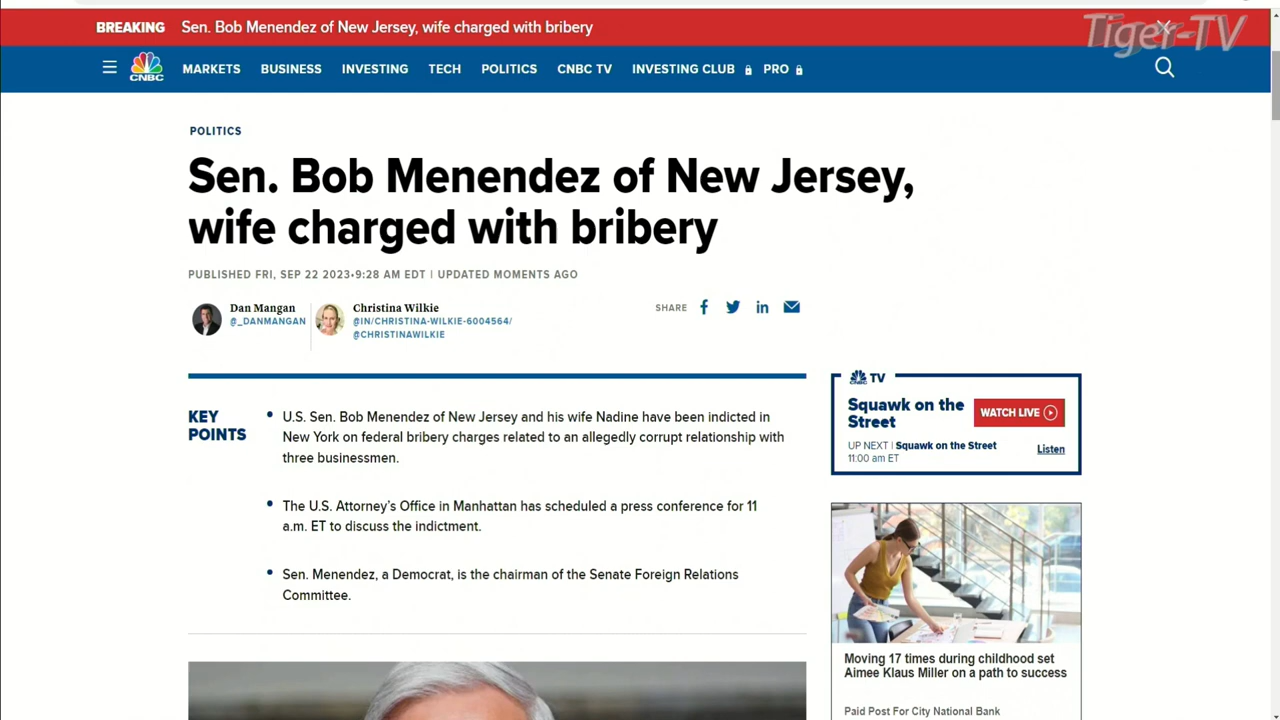 BREAKING Sen. Bob Menendez of New Jersey, wife charged with bribery
Tiger-TV
CNBC MARKETS BUSINESS INVESTING TECH POLITICS CNBC TV INVESTING CLUB PRO
POLITICS
Sen. Bob Menendez of New Jersey,
wife charged with bribery
PUBLISHED FRI, SEP 22 2023•9:28 AM EDT | UPDATED MOMENTS AGO
Dan Mangan
@_DANMANGAN
Christina Wilkie
@IN/CHRISTINA-WILKIE-6004564/
@CHRISTINAWILKIE
SHARE
KEY
POINTS
U.S. Sen. Bob Menendez of New Jersey and his wife Nadine have been indicted in
New York on federal bribery charges related to an allegedly corrupt relationship with
three businessmen.
The U.S. Attorney's Office in Manhattan has scheduled a press conference for 11
a.m. ET to discuss the indictment.
Sen. Menendez, a Democrat, is the chairman of the Senate Foreign Relations
Committee.
CNBC TV
Squawk on the
Street
WATCH LIVE
UP NEXT | Squawk on the Street
11:00 am ET
Listen
Moving 17 times during childhood set
Aimee Klaus Miller on a path to success
Paid Post For City National Bank